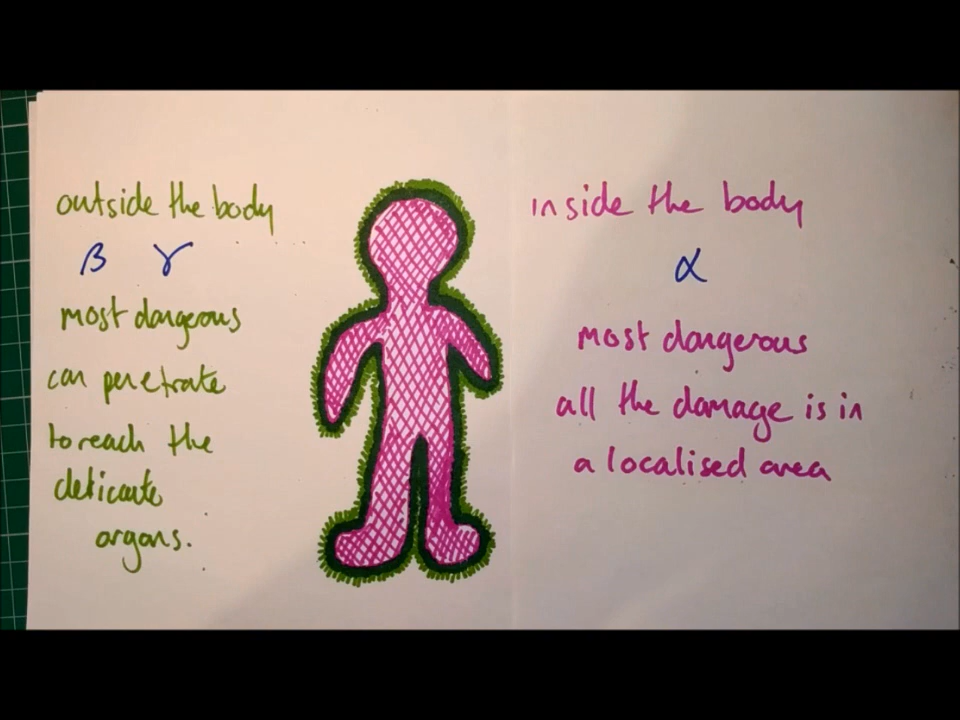 outside the body
β γ
most dangerous
can penetrate
to reach the
delicate
organs.
inside the body
α
most dangerous
all the damage is in
a localised area